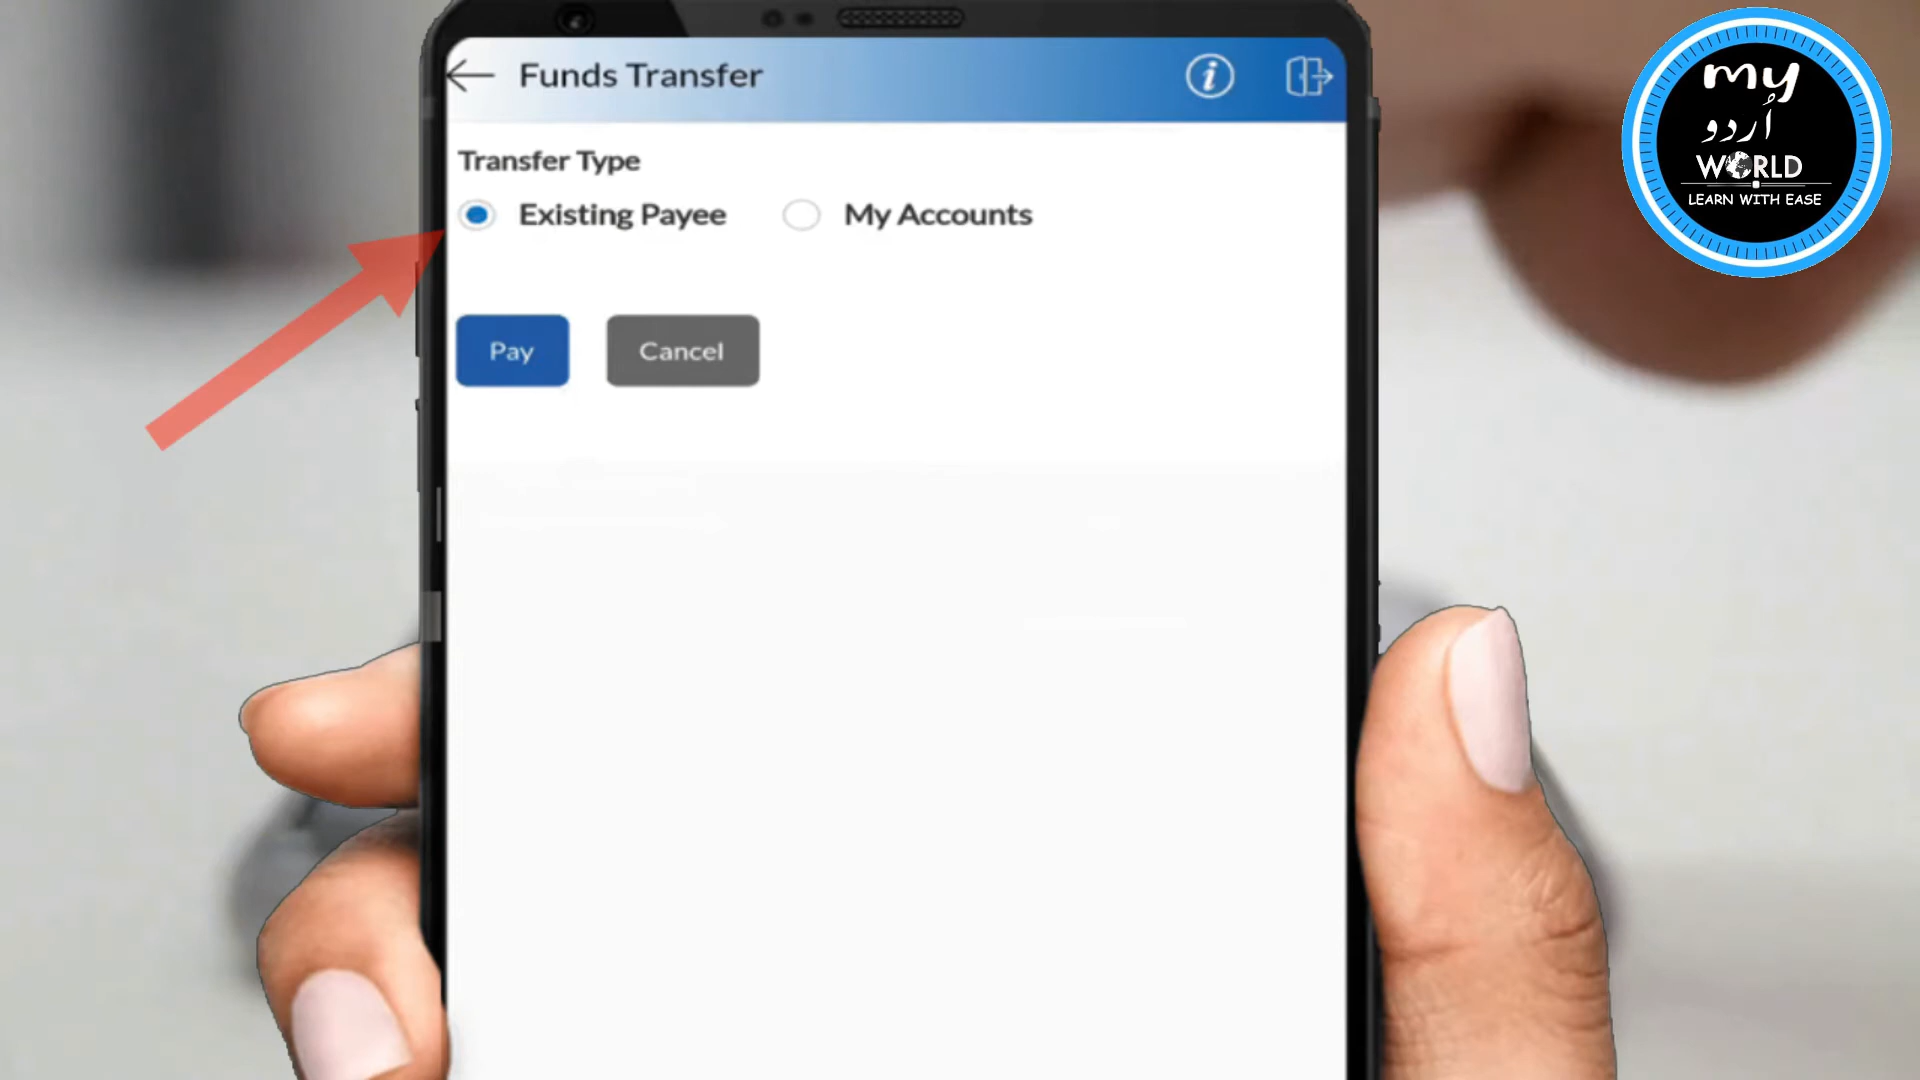 Funds Transfer
Transfer Type
Existing Payee
My Accounts
Pay
Cancel
my
اُردو
WORLD
LEARN WITH EASE